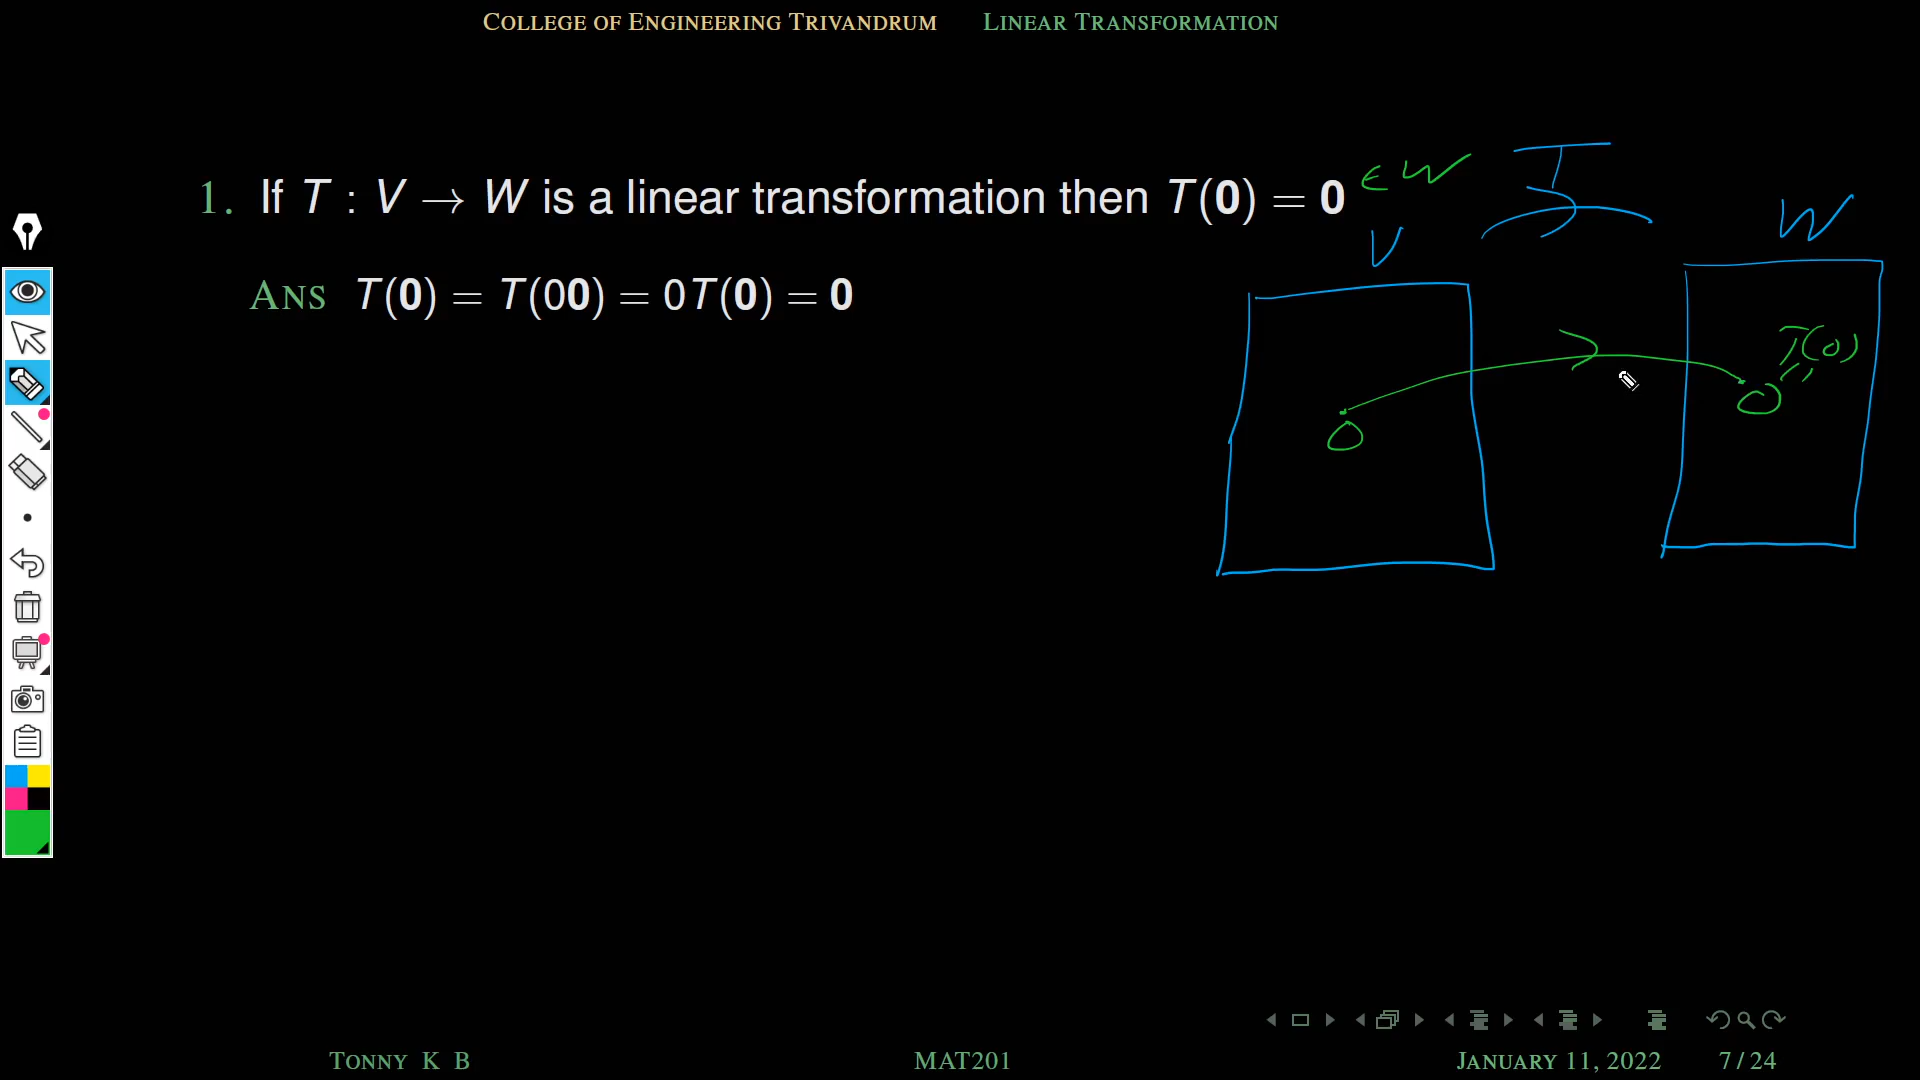 COLLEGE OF ENGINEERING TRIVANDRUM LINEAR TRANSFORMATION
1. If T : V → W is a linear transformation then T(0) = 0 ∈ W
V
W
ANS T(0) = T(00) = 0T(0) = 0
T(0)
0
0
TONNY K B MAT201 JANUARY 11, 2022 7 / 24